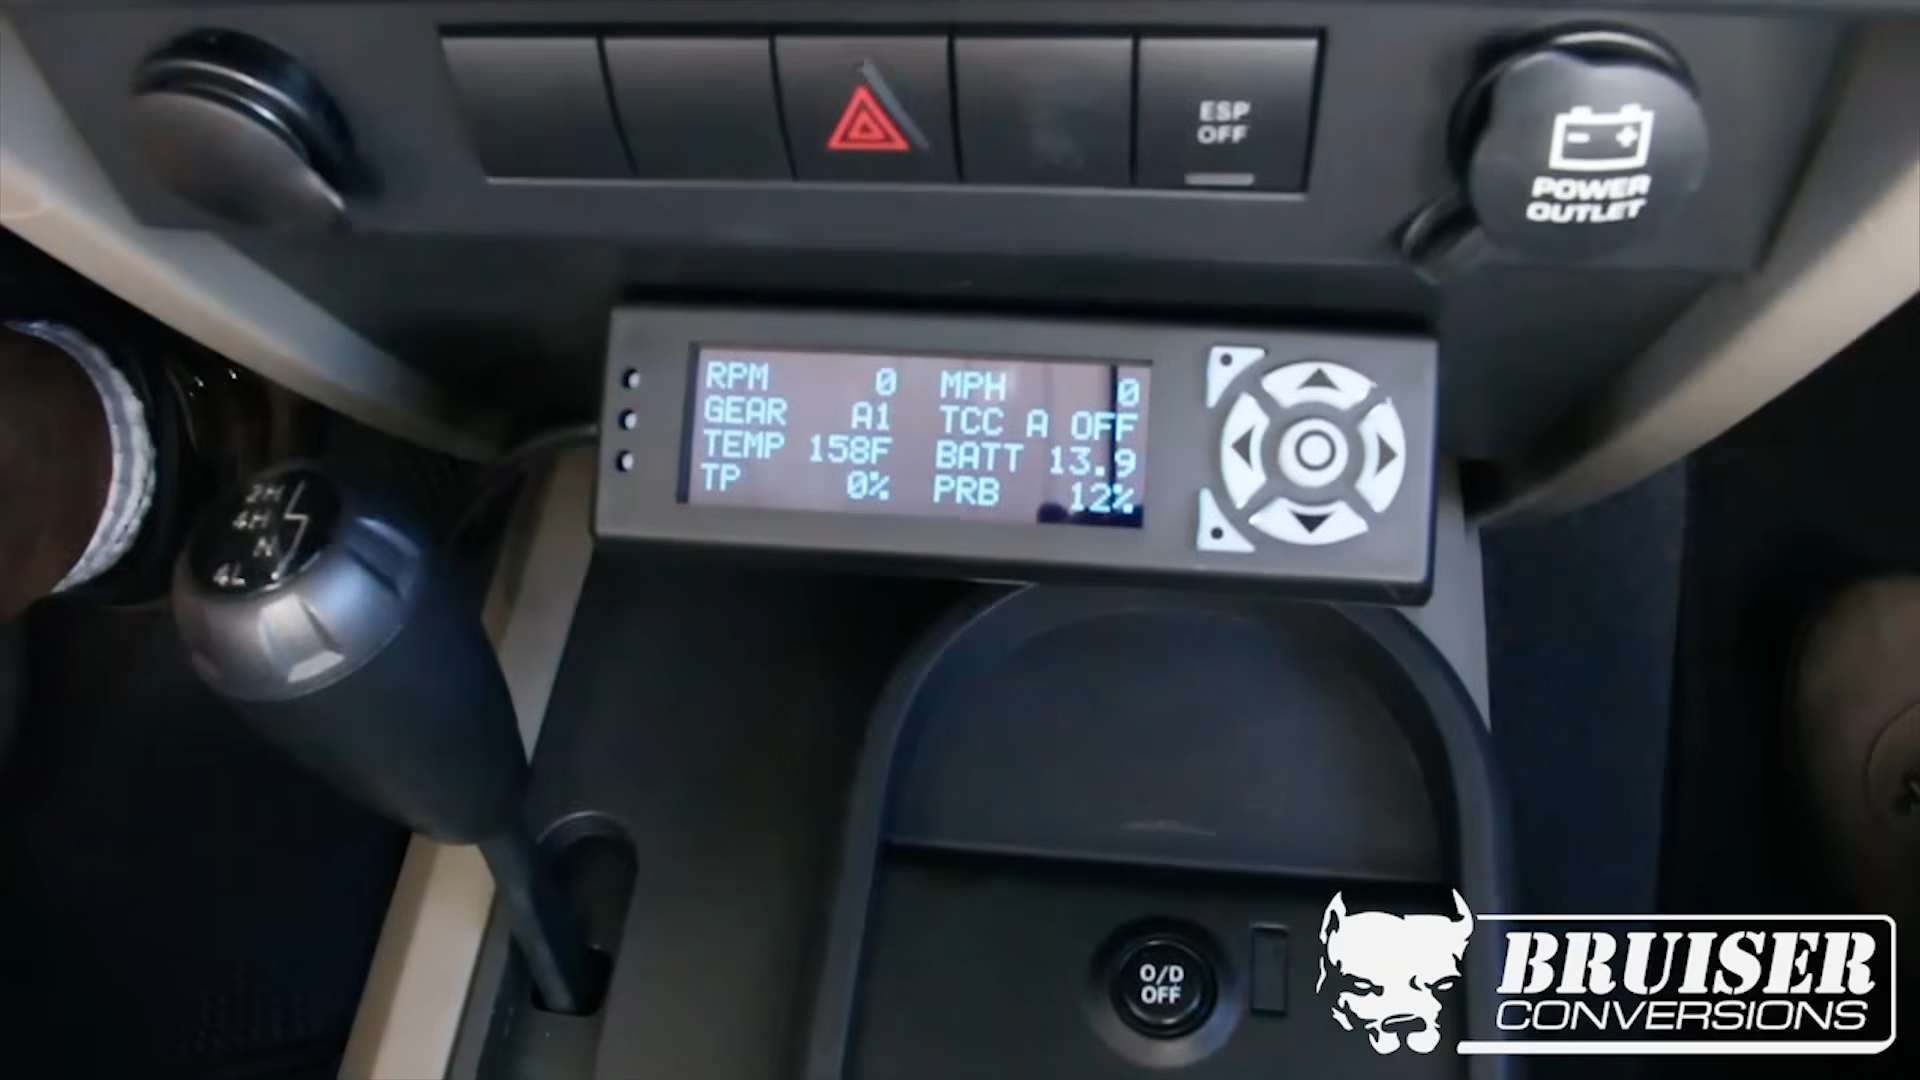 ESP
OFF
POWER
OUTLET
RPM 0 MPH 0
GEAR A1 TCC A OFF
TEMP 158F BATT 13.9
TP 0% PRB 12%
2H
4H
N
4L
O/D
OFF
BRUISER
CONVERSIONS